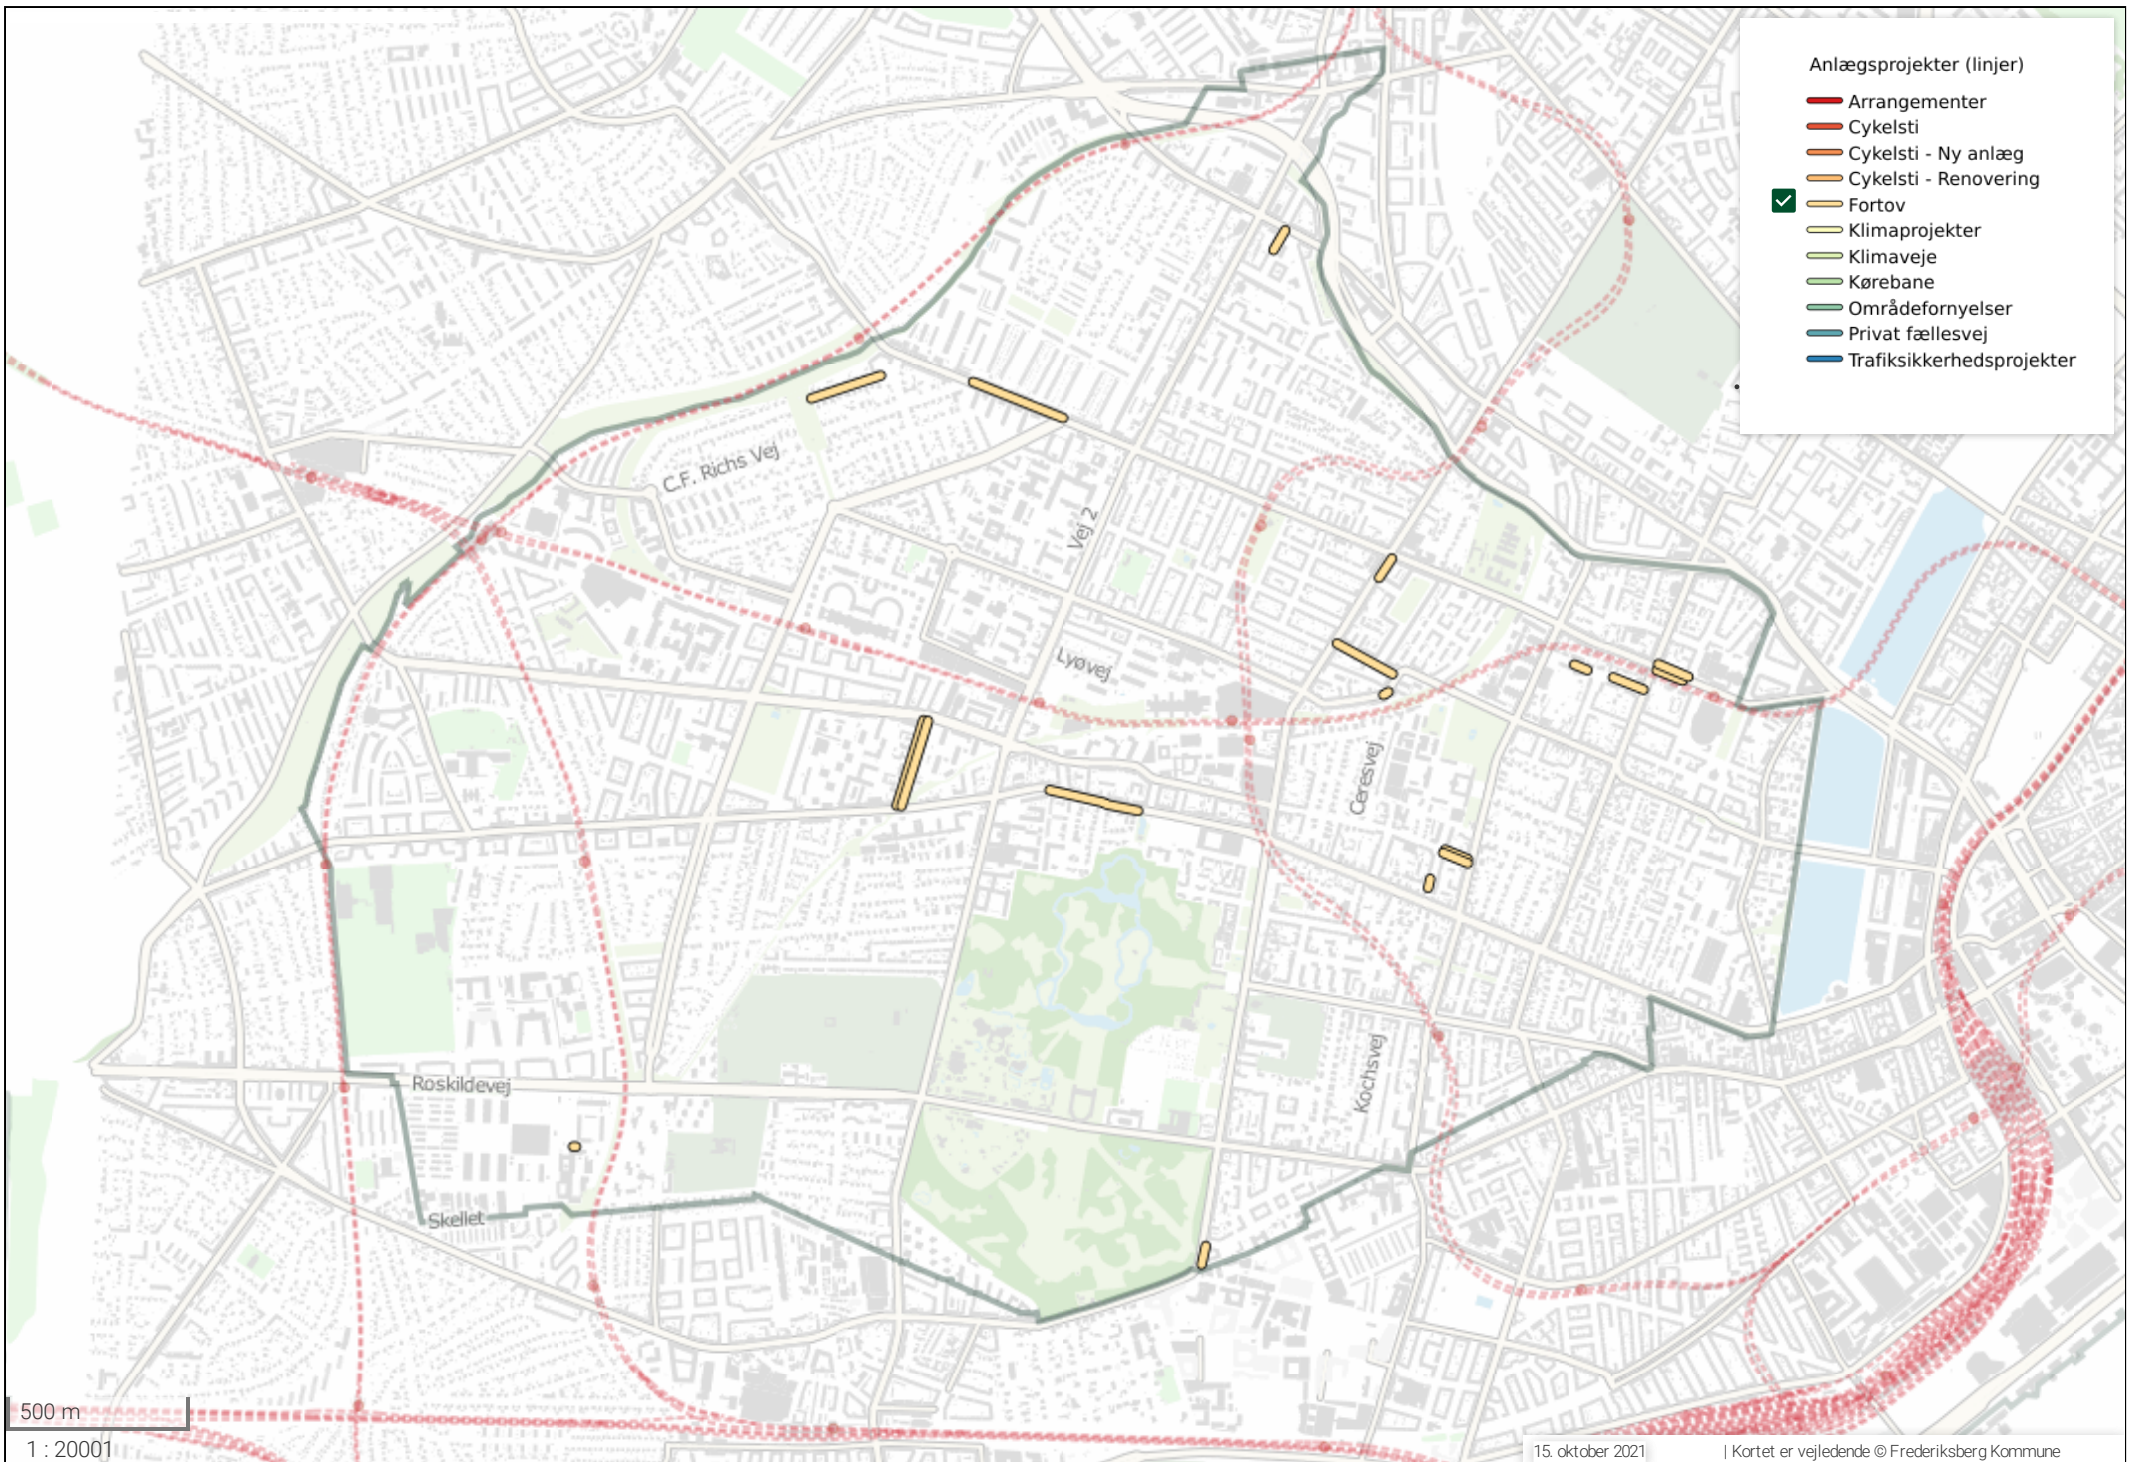 Anlægsprojekter (linjer)
Arrangementer
Cykelsti
Cykelsti - Ny anlæg
Cykelsti - Renovering
Fortov
Klimaprojekter
Klimaveje
Kørebane
Områdefornyelser
Privat fællesvej
Trafiksikkerhedsprojekter
C.F. Richs Vej
Vej 2
Lyøvej
Ceresvej
Kochsvej
Roskildevej
Skellet
500 m
1 : 20001
15. oktober 2021 | Kortet er vejledende © Frederiksberg Kommune